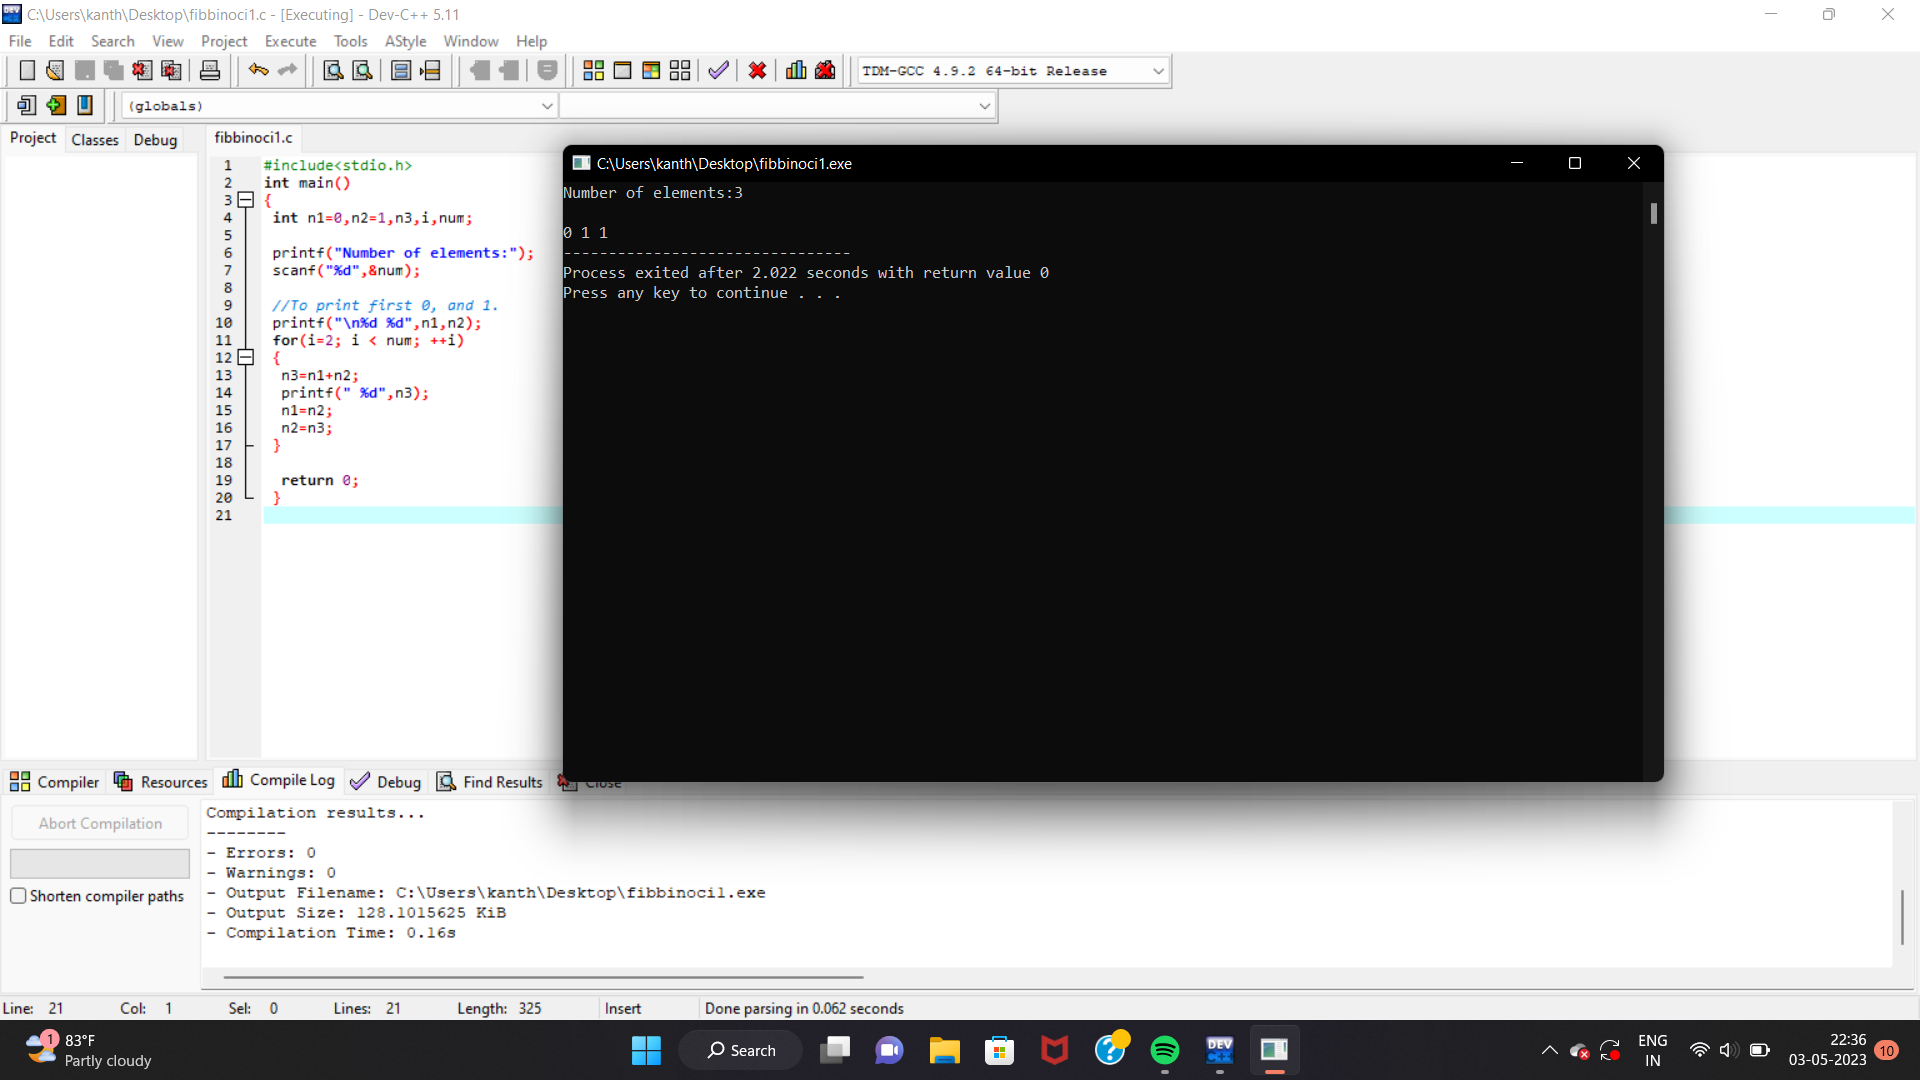 C:\Users\kanth\Desktop\fibbinoci1.c - [Executing] - Dev-C++ 5.11
File Edit Search View Project Execute Tools AStyle Window Help
TDM-GCC 4.9.2 64-bit Release
(globals)
Project Classes Debug
fibbinoci1.c
1 #include<stdio.h>
2 int main()
3 {
4 int n1=0,n2=1,n3,i,num;
5
6 printf("Number of elements:");
7 scanf("%d",&num);
8
9 //To print first 0, and 1.
10 printf("\n%d %d",n1,n2);
11 for(i=2; i < num; ++i)
12 {
13 n3=n1+n2;
14 printf(" %d",n3);
15 n1=n2;
16 n2=n3;
17 }
18
19 return 0;
20 }
21
C:\Users\kanth\Desktop\fibbinoci1.exe
Number of elements:3
0 1 1
--------------------------------
Process exited after 2.022 seconds with return value 0
Press any key to continue . . .
Compiler Resources Compile Log Debug Find Results Close
Abort Compilation
Shorten compiler paths
Compilation results...
--------
- Errors: 0
- Warnings: 0
- Output Filename: C:\Users\kanth\Desktop\fibbinoci1.exe
- Output Size: 128.1015625 KiB
- Compilation Time: 0.16s
Line: 21 Col: 1 Sel: 0 Lines: 21 Length: 325 Insert Done parsing in 0.062 seconds
1
83°F
Partly cloudy
Search
DEV
C++
ENG
IN
22:36
03-05-2023
10